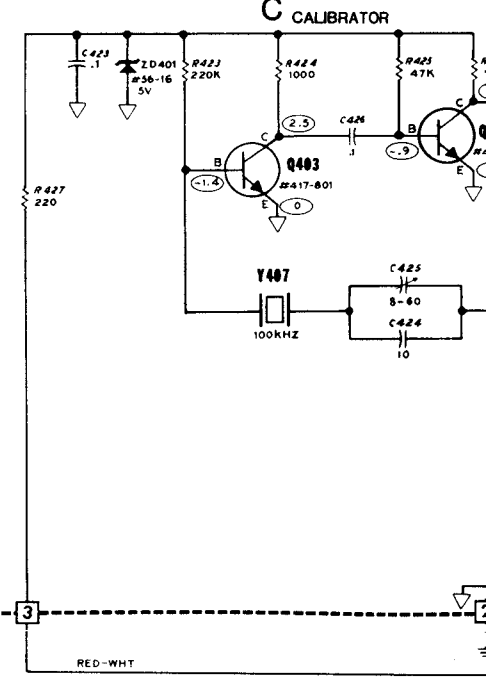 C CALIBRATOR
C423
.1
ZD401
#56-16
5V
R423
220K
R424
1000
R425
47K
C
2.5
C426
.1
B
-1.4
Q403
#417-801
E
0
B
-.9
C
E
R427
220
Y407
100KHZ
C425
8-60
C424
10
3
RED-WHT